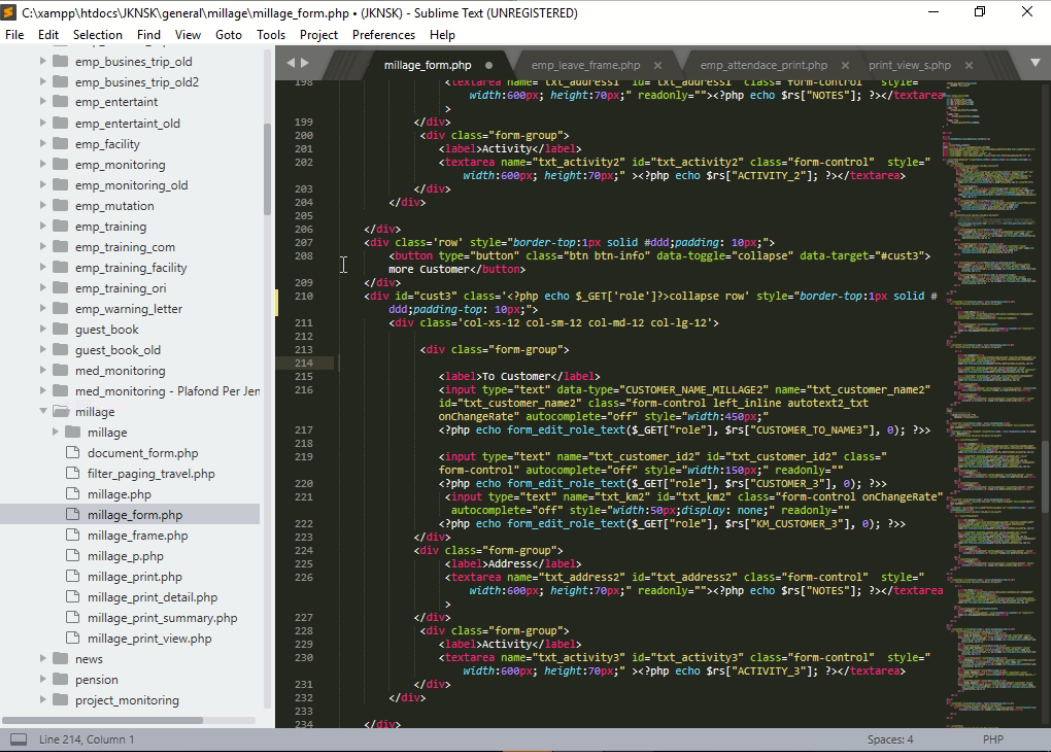 C:\xampp\htdocs\JKNSK\general\millage\millage_form.php • (JKNSK) - Sublime Text (UNREGISTERED)
File Edit Selection Find View Goto Tools Project Preferences Help
emp_busines_trip_old
emp_busines_trip_old2
emp_entertaint
emp_entertaint_old
emp_facility
emp_monitoring
emp_monitoring_old
emp_mutation
emp_training
emp_training_com
emp_training_facility
emp_training_ori
emp_warning_letter
guest_book
guest_book_old
med_monitoring
med_monitoring - Plafond Per Jen
millage
millage
document_form.php
filter_paging_travel.php
millage.php
millage_form.php
millage_frame.php
millage_p.php
millage_print.php
millage_print_detail.php
millage_print_summary.php
millage_print_view.php
news
pension
project_monitoring
millage_form.php emp_leave_frame.php emp_attendace_print.php print_view_s.php
198 <textarea name="txt_address1" id="txt_address1" class="form-control" style="
width:600px; height:70px;" readonly=""><?php echo $rs["NOTES"]; ?></textarea
>
199 </div>
200 <div class="form-group">
201 <label>Activity</label>
202 <textarea name="txt_activity2" id="txt_activity2" class="form-control" style="
width:600px; height:70px;" ><?php echo $rs["ACTIVITY_2"]; ?></textarea>
203 </div>
204 </div>
205
206 </div>
207 <div class='row' style="border-top:1px solid #ddd;padding: 10px;">
208 <button type="button" class="btn btn-info" data-toggle="collapse" data-target="#cust3">
more Customer</button>
209 </div>
210 <div id="cust3" class='<?php echo $_GET['role']?>collapse row' style="border-top:1px solid #
ddd;padding-top: 10px;">
211 <div class='col-xs-12 col-sm-12 col-md-12 col-lg-12'>
212
213 <div class="form-group">
214
215 <label>To Customer</label>
216 <input type="text" data-type="CUSTOMER_NAME_MILLAGE2" name="txt_customer_name2"
id="txt_customer_name2" class="form-control left_inline autotext2_txt
onChangeRate" autocomplete="off" style="width:450px;"
217 <?php echo form_edit_role_text($_GET["role"], $rs["CUSTOMER_TO_NAME3"], 0); ?>>
218
219 <input type="text" name="txt_customer_id2" id="txt_customer_id2" class="
form-control" autocomplete="off" style="width:150px;" readonly=""
220 <?php echo form_edit_role_text($_GET["role"], $rs["CUSTOMER_3"], 0); ?>>
221 <input type="text" name="txt_km2" id="txt_km2" class="form-control onChangeRate"
autocomplete="off" style="width:50px;display: none;" readonly=""
222 <?php echo form_edit_role_text($_GET["role"], $rs["KM_CUSTOMER_3"], 0); ?>>
223 </div>
224 <div class="form-group">
225 <label>Address</label>
226 <textarea name="txt_address2" id="txt_address2" class="form-control" style="
width:600px; height:70px;" readonly=""><?php echo $rs["NOTES"]; ?></textarea
>
227 </div>
228 <div class="form-group">
229 <label>Activity</label>
230 <textarea name="txt_activity3" id="txt_activity3" class="form-control" style="
width:600px; height:70px;" ><?php echo $rs["ACTIVITY_3"]; ?></textarea>
231 </div>
232 </div>
233
234 </div>
Line 214, Column 1 Spaces: 4 PHP